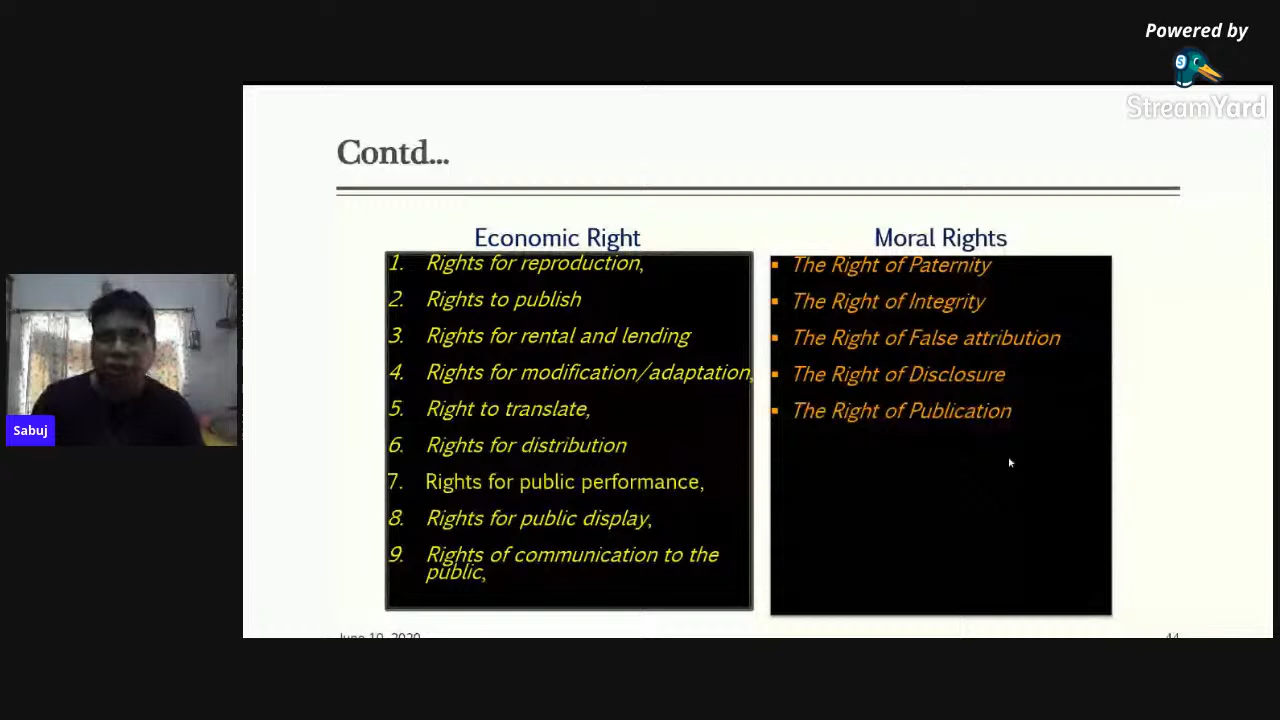 Powered by
StreamYard
Contd...
Economic Right
1. Rights for reproduction,
2. Rights to publish
3. Rights for rental and lending
4. Rights for modification/adaptation,
5. Right to translate,
6. Rights for distribution
7. Rights for public performance,
8. Rights for public display,
9. Rights of communication to the
public,
Moral Rights
▪ The Right of Paternity
▪ The Right of Integrity
▪ The Right of False attribution
▪ The Right of Disclosure
▪ The Right of Publication
Sabuj
44